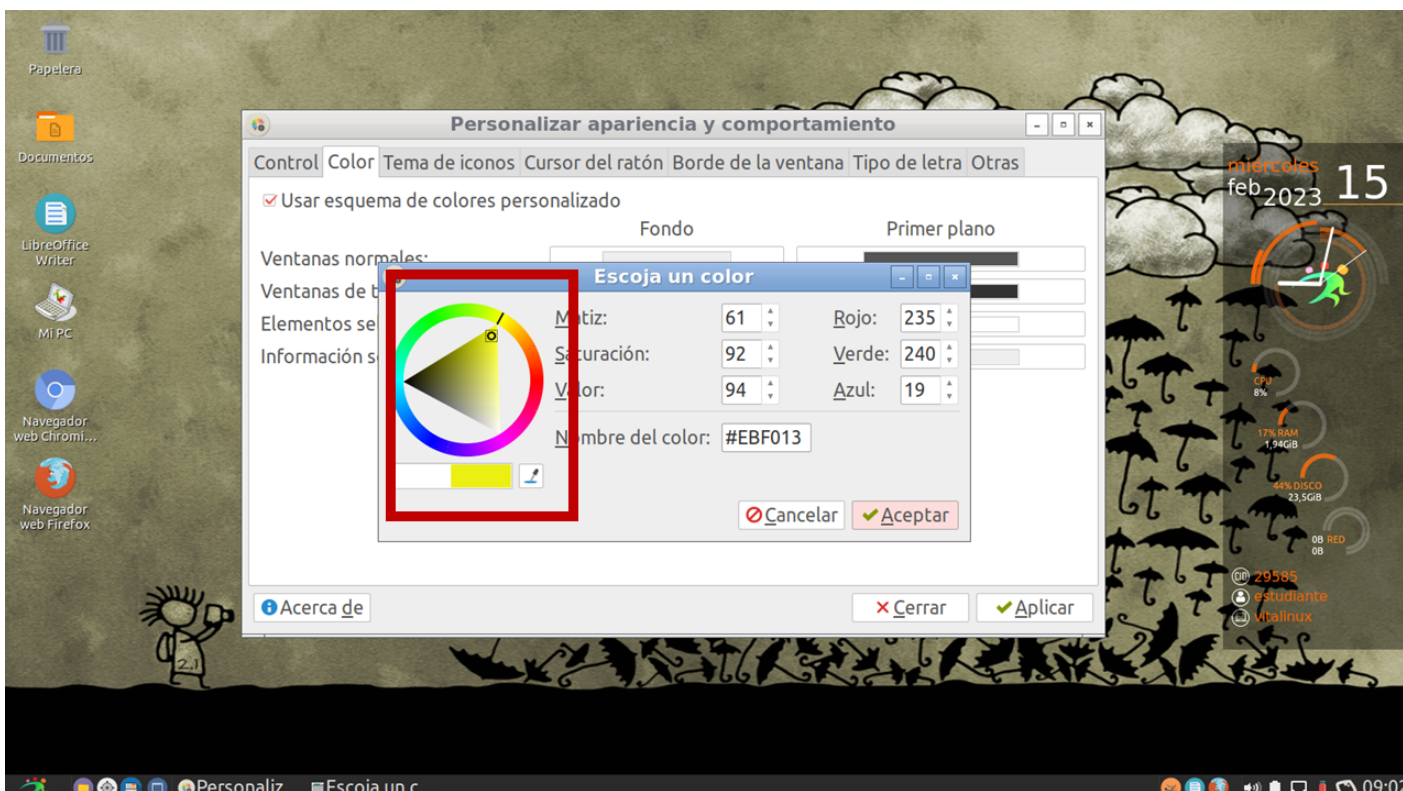 Papelera
Documentos
LibreOffice
Writer
Mi PC
Navegador
web Chromi...
Navegador
web Firefox
Personalizar apariencia y comportamiento
Control Color Tema de iconos Cursor del ratón Borde de la ventana Tipo de letra Otras
Usar esquema de colores personalizado
Fondo Primer plano
Ventanas normales:
Ventanas de t
Elementos se
Información s
Escoja un color
Matiz: 61 Rojo: 235
Saturación: 92 Verde: 240
Valor: 94 Azul: 19
Nombre del color: #EBF013
Cancelar Aceptar
Acerca de Cerrar Aplicar
miércoles
feb 2023 15
CPU
8%
17% RAM
1,94GiB
44% DISCO
23,5GiB
0B RED
0B
29585
estudiante
vitalinux
2.1
Personaliz Escoja un c 09:02